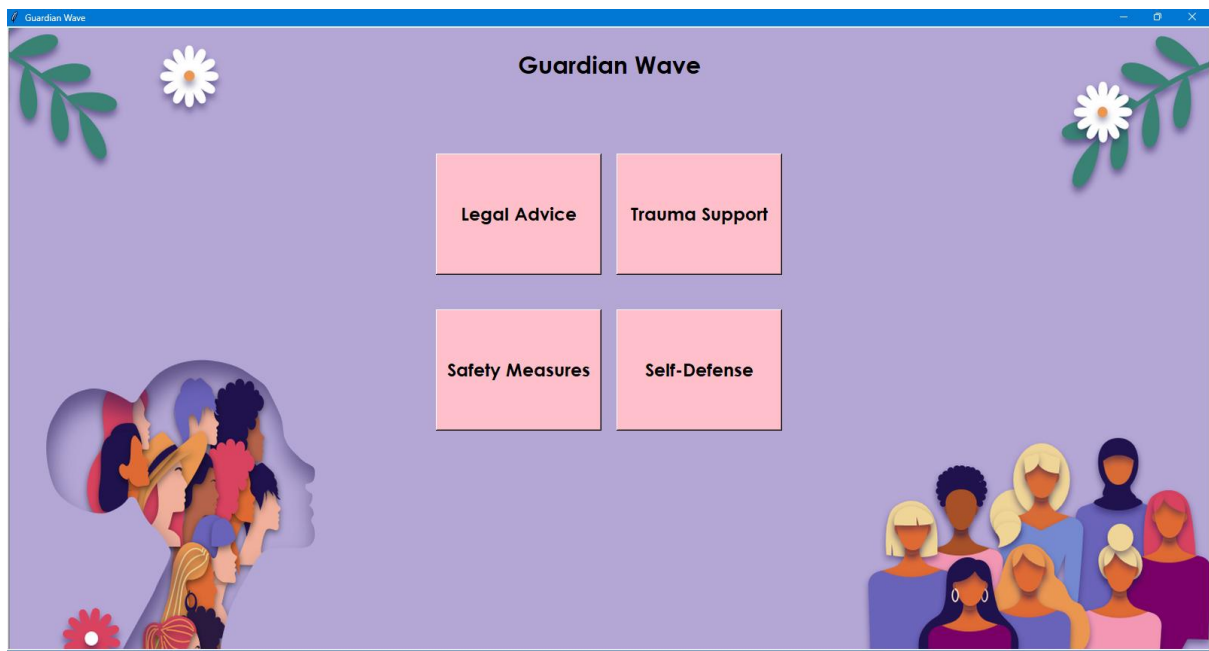 Guardian Wave
Guardian Wave
Legal Advice
Trauma Support
Safety Measures
Self-Defense